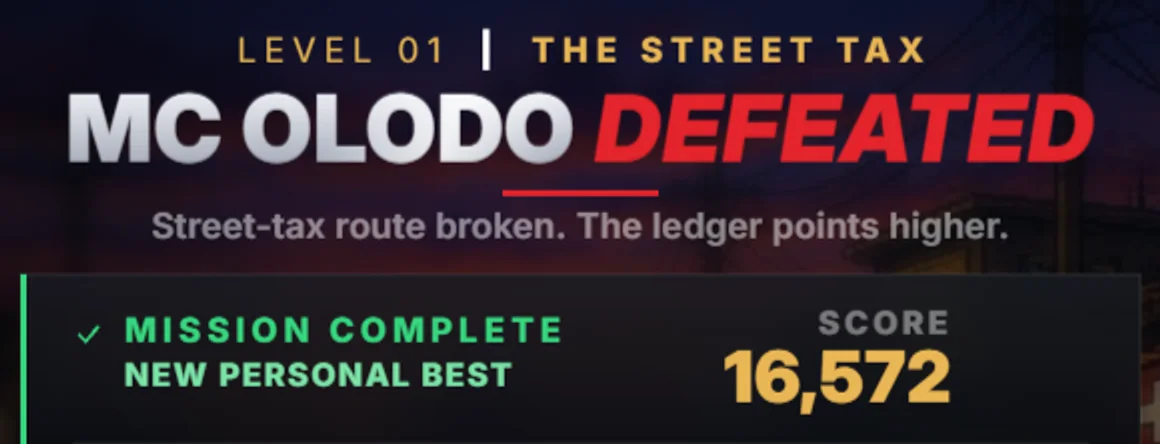 LEVEL 01 | THE STREET TAX
MC OLODO DEFEATED
Street-tax route broken. The ledger points higher.
MISSION COMPLETE
NEW PERSONAL BEST
SCORE
16,572